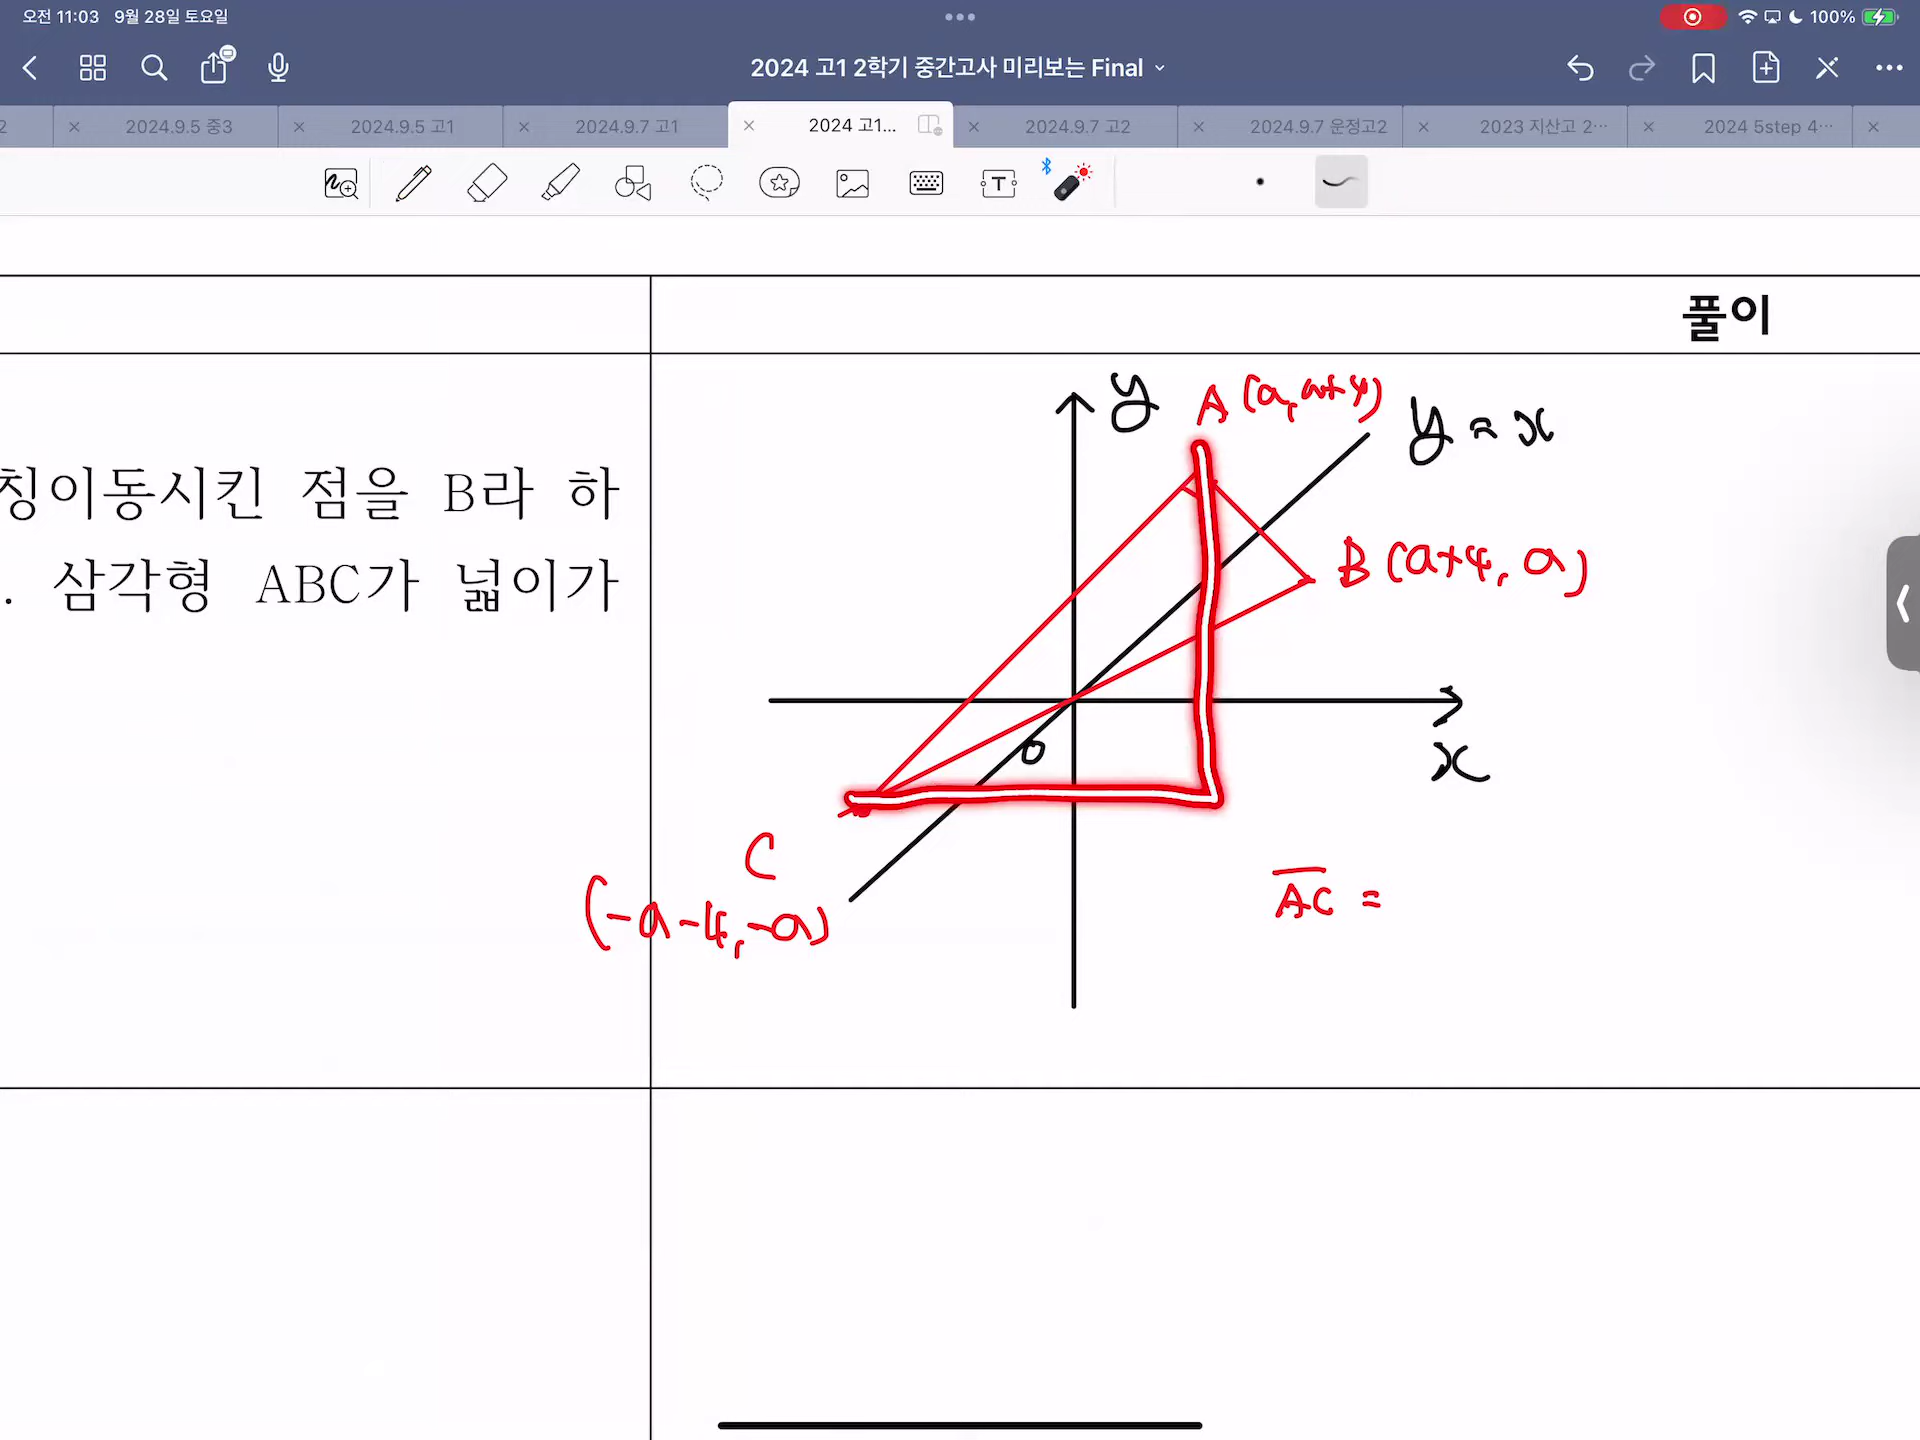 오전 11:03 9월 28일 토요일
100%
2024 고1 2학기 중간고사 미리보는 Final
2
2024.9.5 중3
2024.9.5 고1
2024.9.7 고1
2024 고1...
2024.9.7 고2
2024.9.7 운정고2
2023 지산고 2...
2024 5step 4...
T
풀이
y
A (a, a+4)
y = x
칭이동시킨 점을 B라 하
B (a+4, a)
. 삼각형 ABC가 넓이가
0
x
C
(-a-4, -a)
AC =